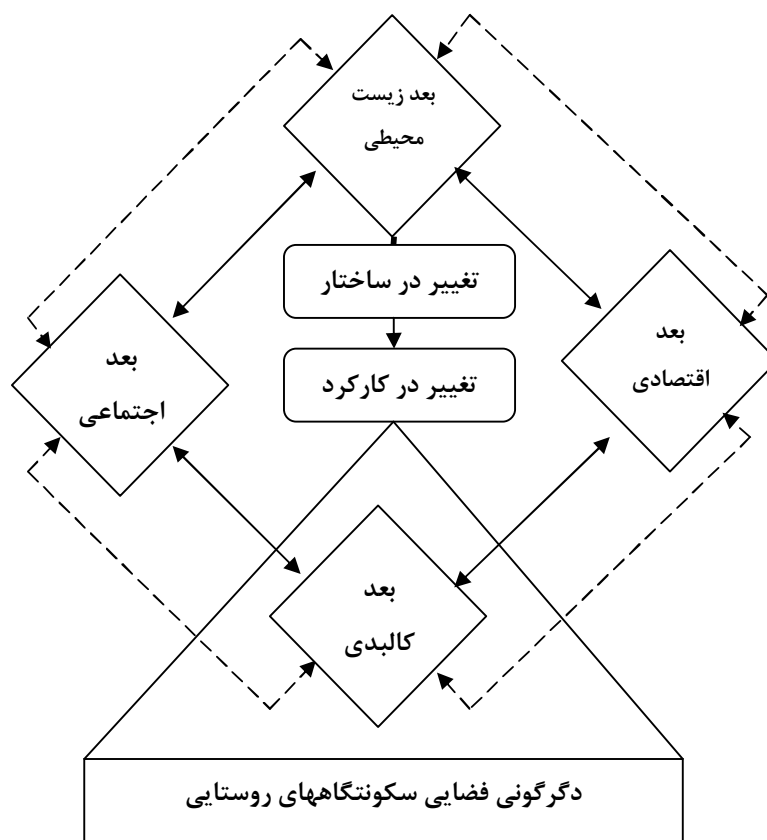 بعد زیست
محیطی
تغییر در ساختار
بعد
اقتصادی
بعد
اجتماعی
تغییر در کارکرد
بعد
کالبدی
دگرگونی فضایی سکونتگاههای روستایی